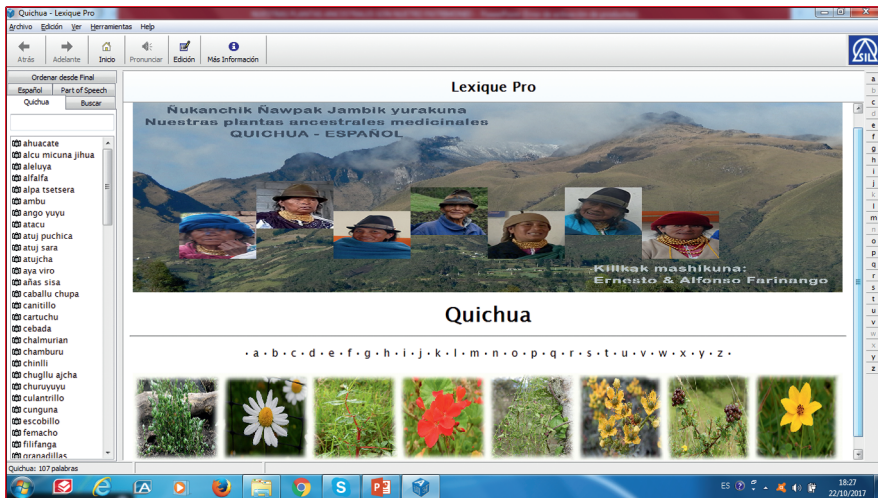 Quichua - Lexique Pro
Archivo Edición Ver Herramientas Help
Atrás Adelante Inicio Pronunciar Edición Más Información
SIL
Ordenar desde Final
Español Part of Speech
Quichua Buscar
ahuacate
alcu micuna jihua
aleluya
alfalfa
alpa tsetsera
ambu
ango yuyu
atacu
atuj puchica
atuj sara
atujcha
aya viro
añas sisa
caballu chupa
canitillo
cartuchu
cebada
chalmurian
chamburu
chinlli
chugllu ajcha
churuyuyu
culantrillo
cunguna
escobillo
femacho
filifanga
granadillas
Lexique Pro
Ñukanchik Ñawpak Jambik yurakuna
Nuestras plantas ancestrales medicinales
QUICHUA - ESPAÑOL
Killkak mashikuna:
Ernesto & Alfonso Farinango
Quichua
· a · b · c · d · e · f · g · h · i · j · k · l · m · n · o · p · q · r · s · t · u · v · w · x · y · z ·
a
b
c
d
e
f
g
h
i
j
k
l
m
n
o
p
q
r
s
t
u
v
w
x
y
z
Quichua: 107 palabras
ES
18:27
22/10/2017